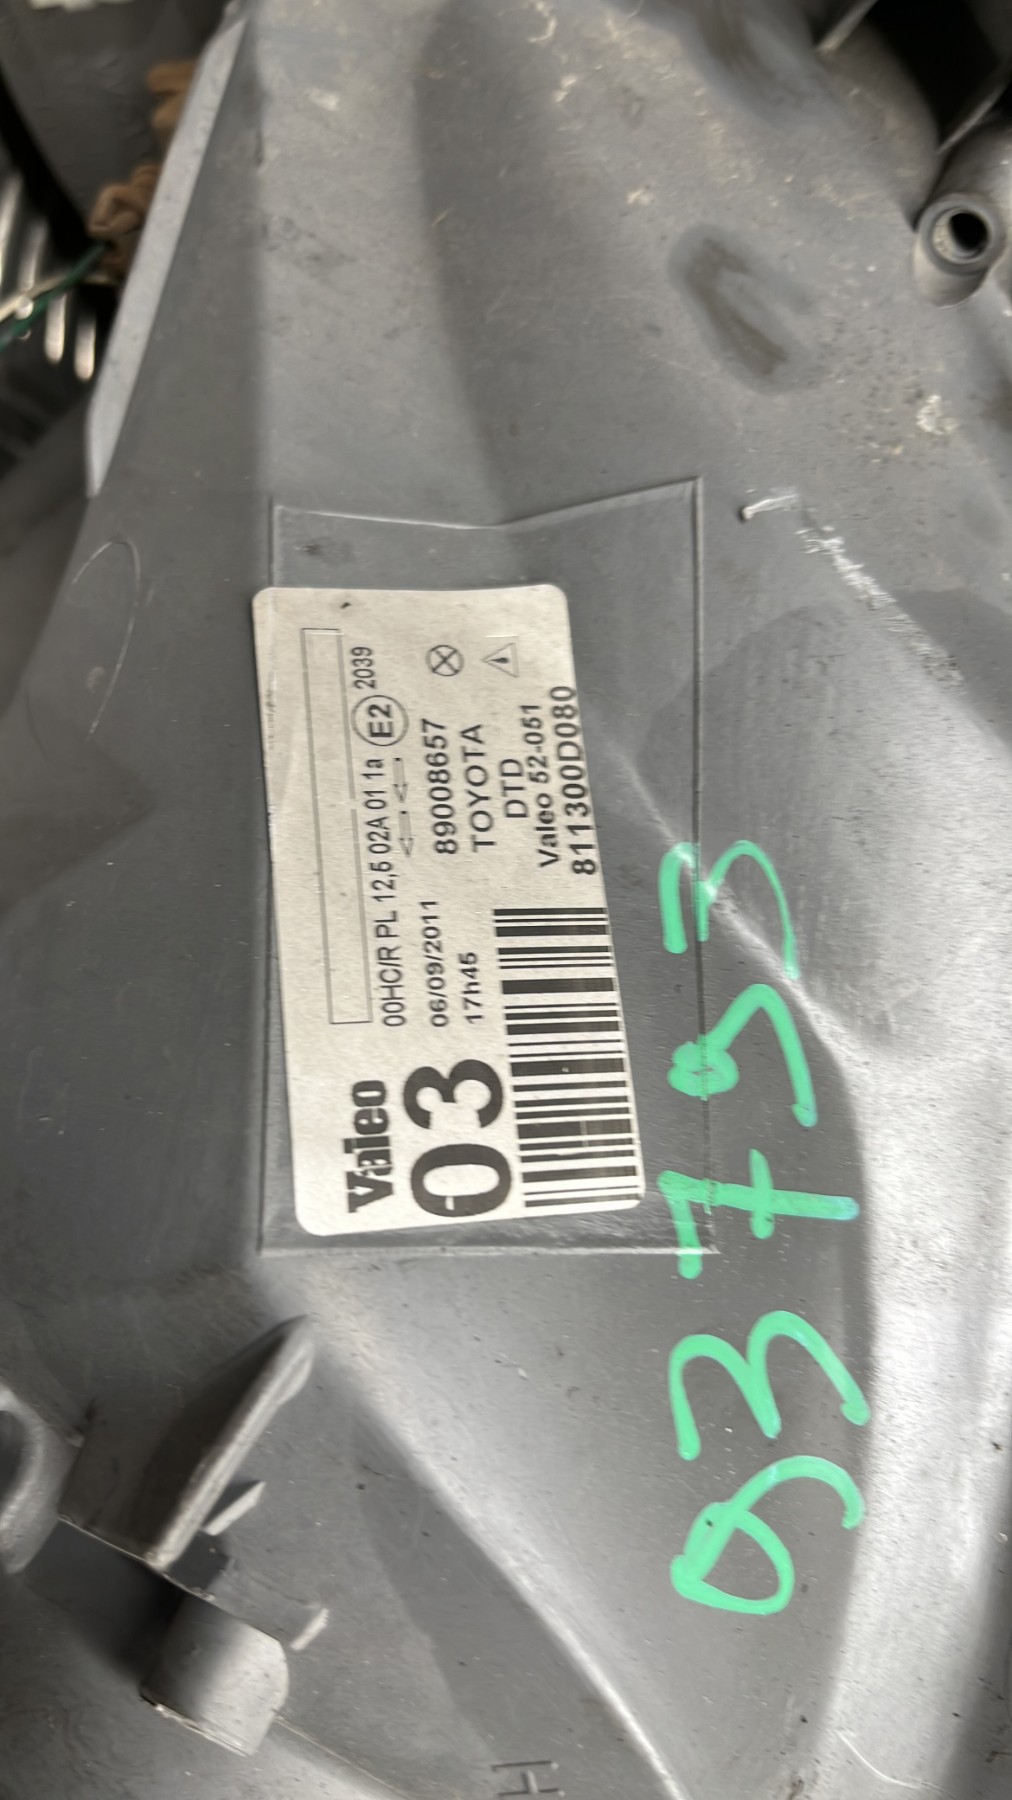 00HC/R PL 12,5 02A 01 1a E2 2039
Valeo
03
06/09/2011
17h45
89008657
TOYOTA
DTD
Valeo 52-051
811300D080
H